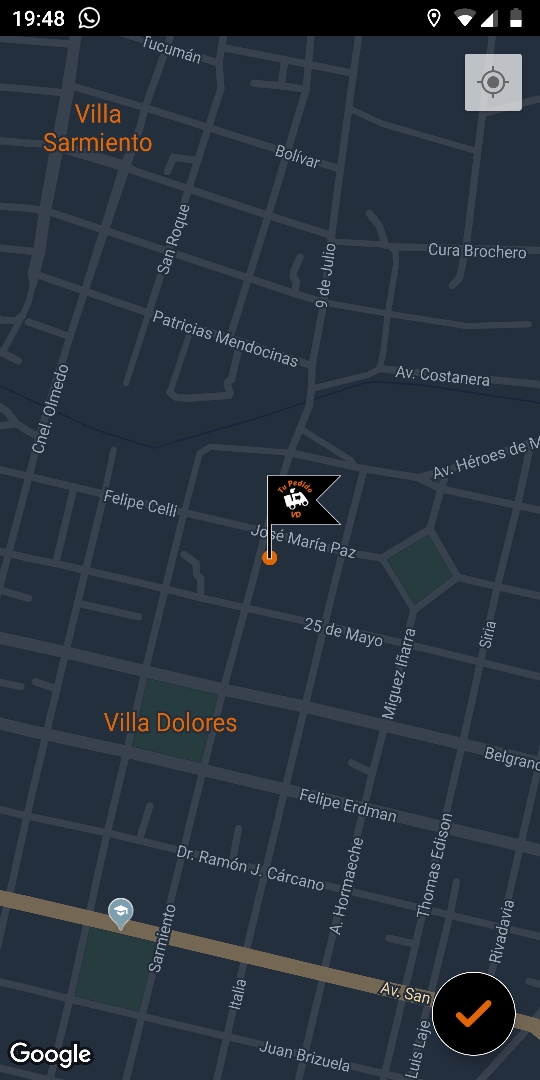 19:48
Tucumán
Villa
Sarmiento
Bolívar
San Roque
Cura Brochero
9 de Julio
Patricias Mendocinas
Av. Costanera
Cnel. Olmedo
Av. Héroes de M
Felipe Celli
Tu Pedido
VD
José María Paz
25 de Mayo
Siria
Miguez Iñarra
Villa Dolores
Belgrano
Felipe Erdman
Thomas Edison
A. Hormaeche
Dr. Ramón J. Cárcano
Sarmiento
Rivadavia
Av. San
Italia
Luis Laje
Google
Juan Brizuela